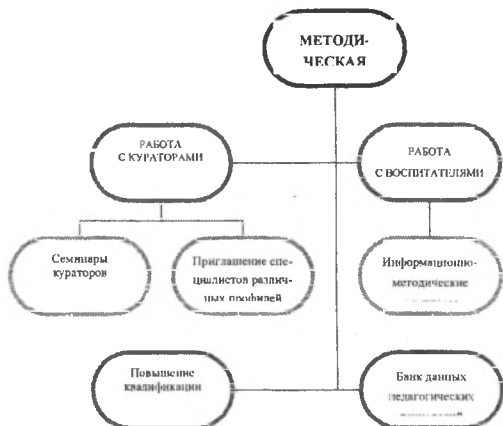 МЕТОДИ-
ЧЕСКАЯ
РАБОТА
С КУРАТОРАМИ
РАБОТА
С ВОСПИТАТЕЛЯМИ
Семинары
кураторов
Приглашение спе-
циалистов различ-
ных профилей
Информационно-
методические
Повышение
квалификации
Банк данных
педагогических